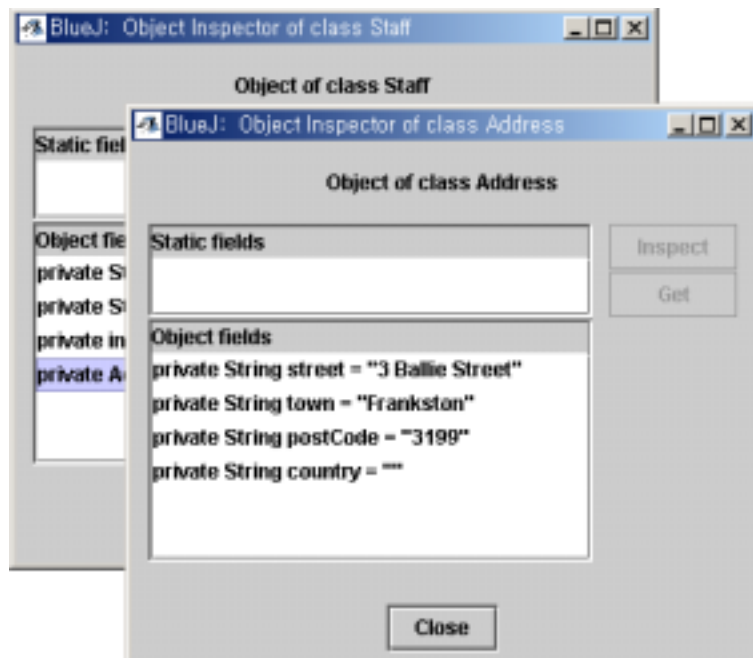 BlueJ: Object Inspector of class Staff
Object of class Staff
Static fiel
Object fie
private St
private St
private in
private A
BlueJ: Object Inspector of class Address
Object of class Address
Static fields
Inspect
Get
Object fields
private String street = "3 Ballie Street"
private String town = "Frankston"
private String postCode = "3199"
private String country = ""
Close